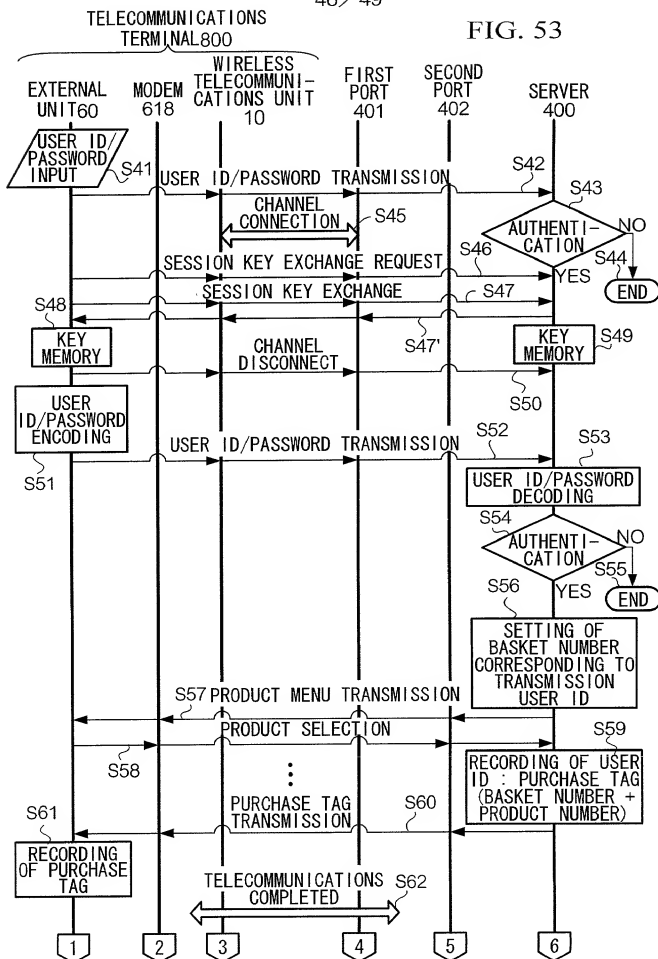 48/49
TELECOMMUNICATIONS
TERMINAL800
FIG. 53
EXTERNAL
UNIT60
MODEM
618
WIRELESS
TELECOMMUNI-
CATIONS UNIT
10
FIRST
PORT
401
SECOND
PORT
402
SERVER
400
USER ID/
PASSWORD
INPUT
S41
USER ID/PASSWORD TRANSMISSION
S42
S43
CHANNEL
CONNECTION
S45
AUTHENTI-
CATION
NO
S44
END
YES
SESSION KEY EXCHANGE REQUEST
S46
SESSION KEY EXCHANGE
S47
S48
KEY
MEMORY
S47'
KEY
MEMORY
S49
CHANNEL
DISCONNECT
S50
USER
ID/PASSWORD
ENCODING
S51
USER ID/PASSWORD TRANSMISSION
S52
S53
USER ID/PASSWORD
DECODING
S54
AUTHENTI-
CATION
NO
S55
END
YES
S56
SETTING OF
BASKET NUMBER
CORRESPONDING TO
TRANSMISSION
USER ID
S57
PRODUCT MENU TRANSMISSION
PRODUCT SELECTION
S58
S59
RECORDING OF USER
ID : PURCHASE TAG
(BASKET NUMBER +
PRODUCT NUMBER)
PURCHASE TAG
TRANSMISSION
S60
S61
RECORDING
OF PURCHASE
TAG
TELECOMMUNICATIONS
COMPLETED
S62
1
2
3
4
5
6